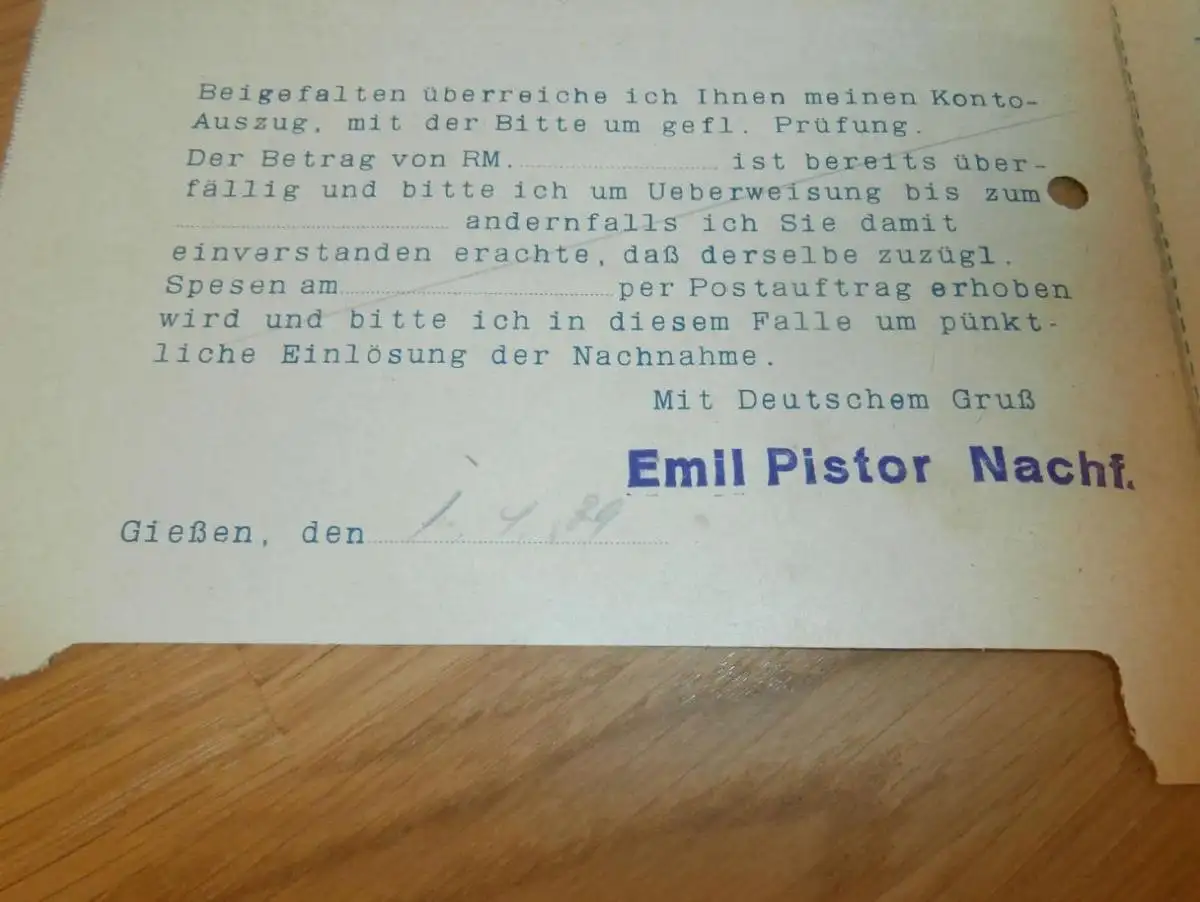 Beigefalten überreiche ich Ihnen meinen Konto-
Auszug, mit der Bitte um gefl. Prüfung.
Der Betrag von RM. ist bereits über-
fällig und bitte ich um Ueberweisung bis zum
andernfalls ich Sie damit
einverstanden erachte, daß derselbe zuzügl.
Spesen am per Postauftrag erhoben
wird und bitte ich in diesem Falle um pünkt-
liche Einlösung der Nachnahme.
Mit Deutschem Gruß
Emil Pistor Nachf.
Gießen, den 1. 4. 39